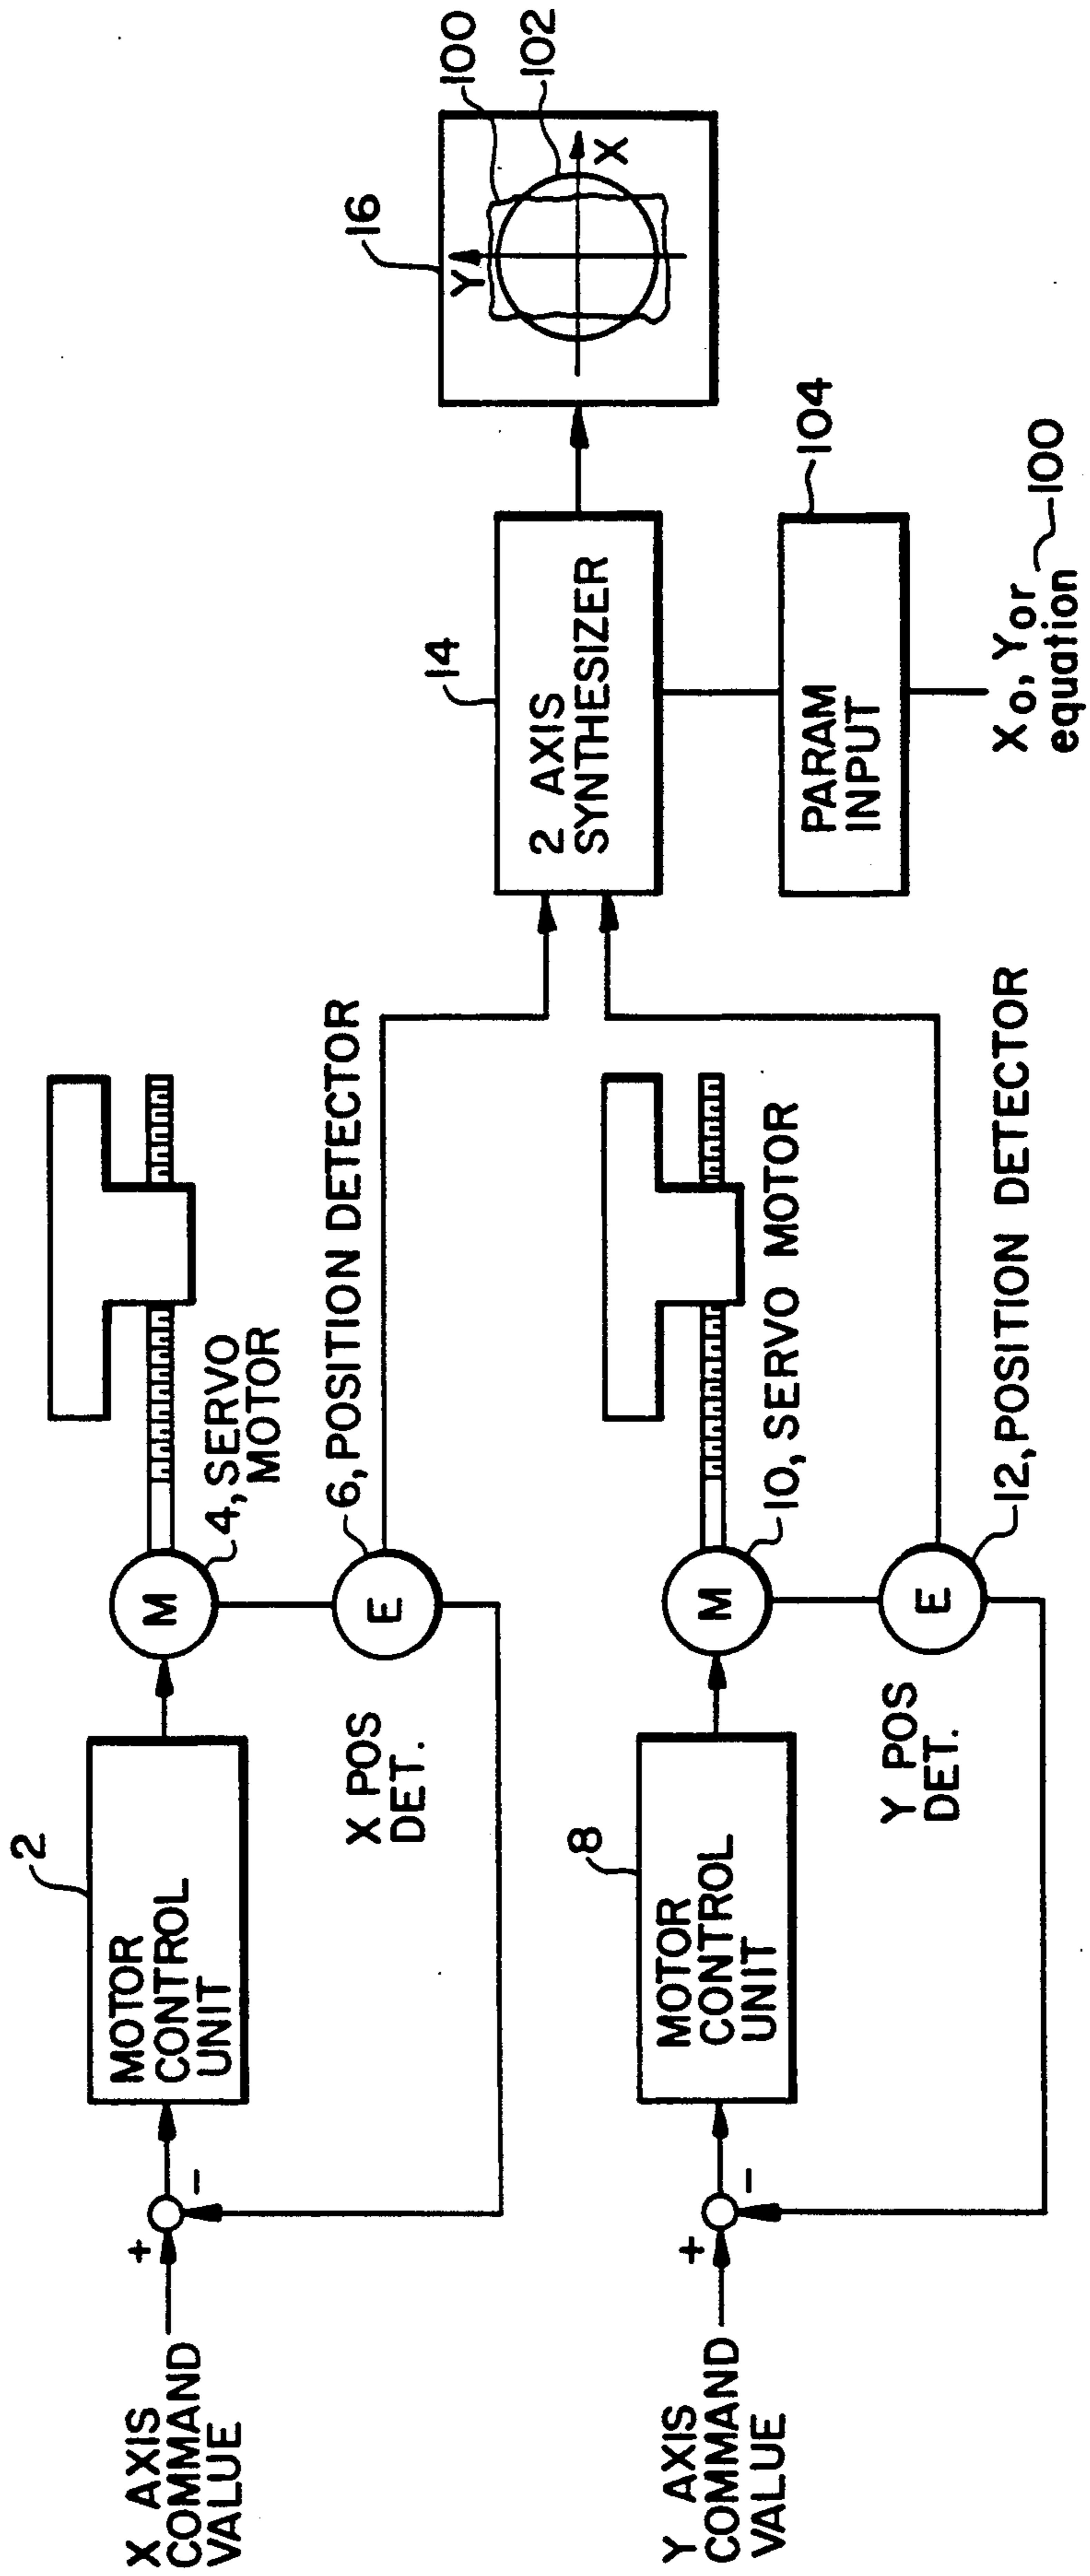 X AXIS
COMMAND
VALUE
+
-
2
MOTOR
CONTROL
UNIT
M
4, SERVO
MOTOR
X POS
DET.
E
6, POSITION DETECTOR
Y AXIS
COMMAND
VALUE
+
-
8
MOTOR
CONTROL
UNIT
M
10, SERVO MOTOR
Y POS
DET.
E
12, POSITION DETECTOR
14
2 AXIS
SYNTHESIZER
PARAM
INPUT
104
Xo, Yor
equation
100
16
Y
X
100
102